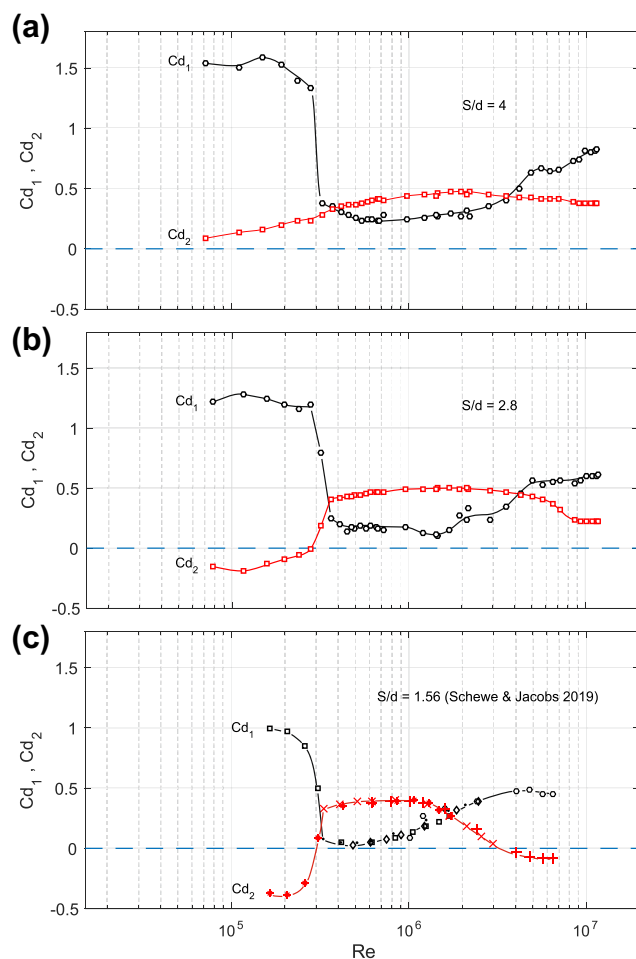 (a)
1.5
1
0.5
0
-0.5
Cd1 , Cd2
Cd1
Cd2
S/d = 4
(b)
1.5
1
0.5
0
-0.5
Cd1 , Cd2
Cd1
Cd2
S/d = 2.8
(c)
1.5
1
0.5
0
-0.5
Cd1 , Cd2
Cd1
Cd2
S/d = 1.56 (Schewe & Jacobs 2019)
10^5 10^6 10^7
Re